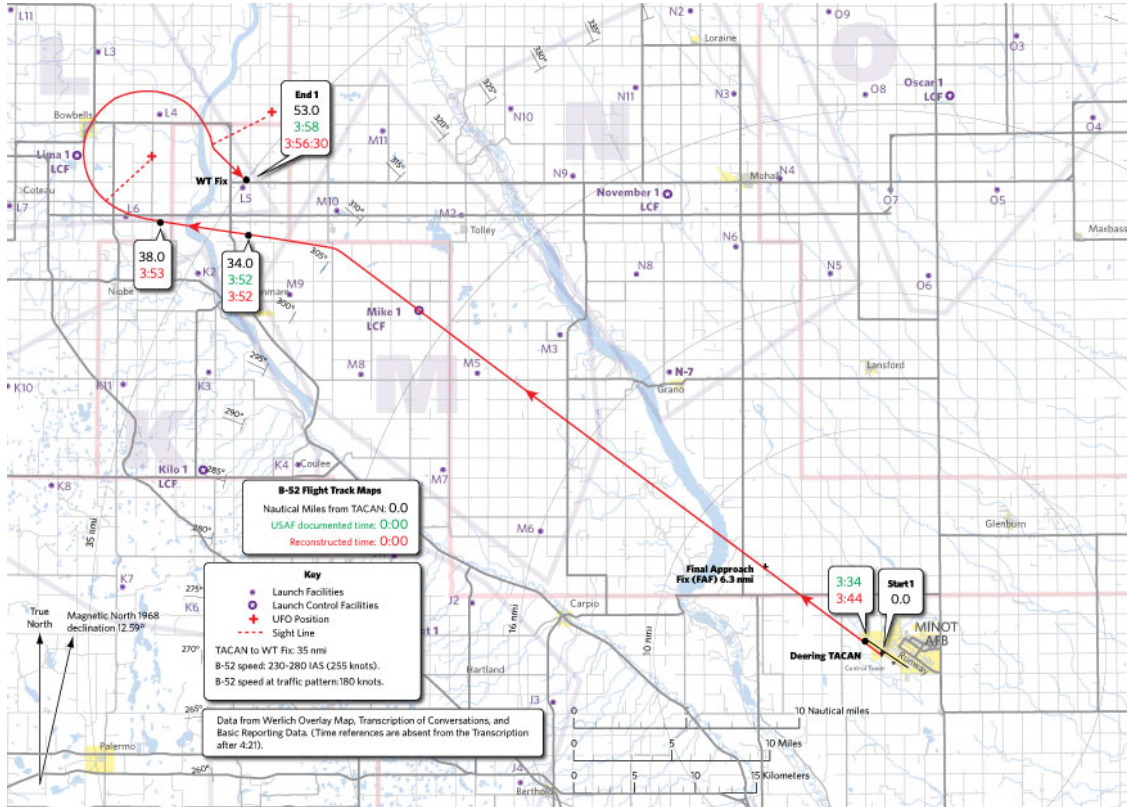 L11
L3
N2
O9
O3
Loraine
335°
330°
325°
320°
315°
310°
305°
300°
295°
290°
285°
280°
275°
270°
265°
260°
L
N
O
M
K
Oscar 1
LCF
O8
O4
N11
N3
N10
M11
L4
Bowbells
End 1
53.0
3:58
3:56:30
Lima 1
LCF
WT Fix
Coteau
L7
L6
L5
M10
M2
Tolley
N9
November 1
LCF
Mohall
N4
O7
O5
Maxbass
N6
N8
N5
O6
38.0
3:53
34.0
3:52
3:52
K2
Niobe
M9
nmare
Mike 1
LCF
M3
M8
M5
N-7
Grano
Lansford
K10
K11
K3
Kilo 1
LCF
K4
Coulee
M7
K8
35 nmi
B-52 Flight Track Maps
Nautical Miles from TACAN: 0.0
USAF documented time: 0:00
Reconstructed time: 0:00
M6
Glenburn
Final Approach
Fix (FAF) 6.3 nmi
3:34
3:44
Start 1
0.0
MINOT
AFB
Runway
Deering TACAN
Control Tower
K7
K6
J2
Carpio
16 nmi
10 nmi
Hartland
J3
J4
Berthold
Palermo
True
North
Magnetic North 1968
declination 12.59°
Key
Launch Facilities
Launch Control Facilities
UFO Position
Sight Line
TACAN to WT Fix: 35 nmi
B-52 speed: 230-280 IAS (255 knots).
B-52 speed at traffic pattern:180 knots.
et 1
LCF
Data from Werlich Overlay Map, Transcription of Conversations, and
Basic Reporting Data. (Time references are absent from the Transcription
after 4:21).
0
10 Nautical miles
0
5
10 Miles
0
5
10
15 Kilometers